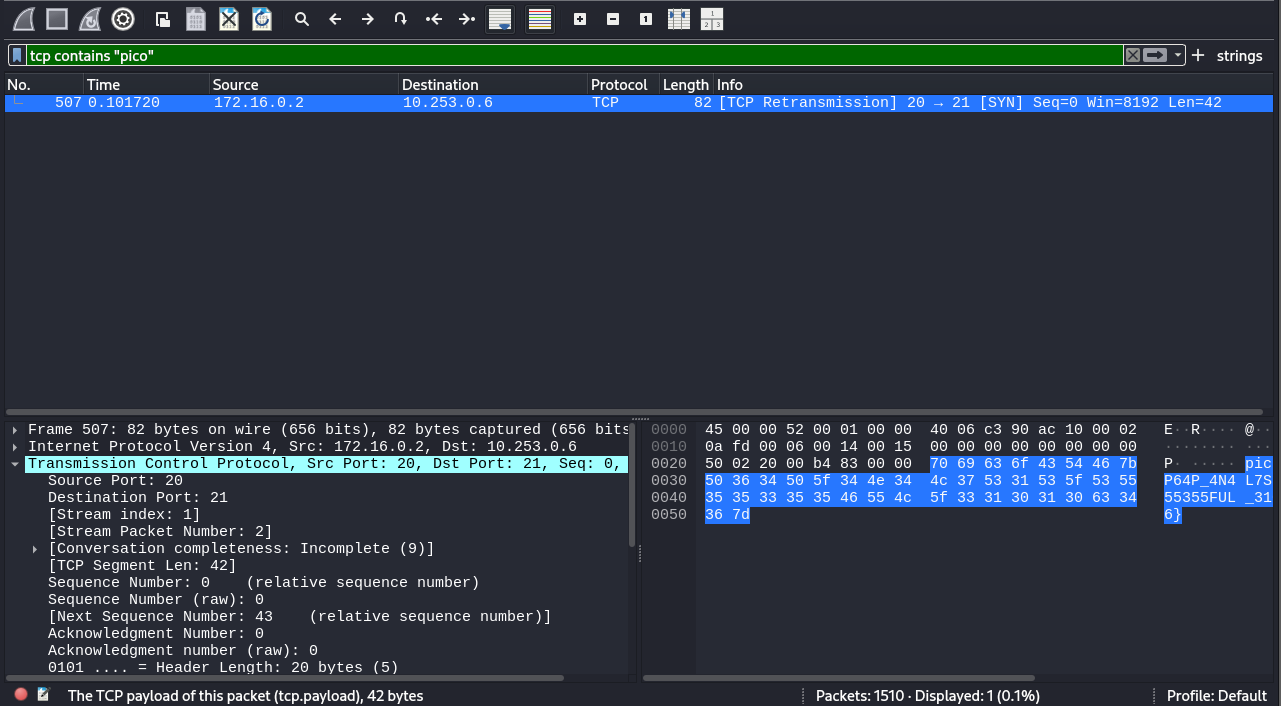 tcp contains "pico"
strings
No. Time Source Destination Protocol Length Info
507 0.101720 172.16.0.2 10.253.0.6 TCP 82 [TCP Retransmission] 20 → 21 [SYN] Seq=0 Win=8192 Len=42
Frame 507: 82 bytes on wire (656 bits), 82 bytes captured (656 bits
Internet Protocol Version 4, Src: 172.16.0.2, Dst: 10.253.0.6
Transmission Control Protocol, Src Port: 20, Dst Port: 21, Seq: 0,
Source Port: 20
Destination Port: 21
[Stream index: 1]
[Stream Packet Number: 2]
[Conversation completeness: Incomplete (9)]
[TCP Segment Len: 42]
Sequence Number: 0 (relative sequence number)
Sequence Number (raw): 0
[Next Sequence Number: 43 (relative sequence number)]
Acknowledgment Number: 0
Acknowledgment number (raw): 0
0101 .... = Header Length: 20 bytes (5)
0000 45 00 00 52 00 01 00 00 40 06 c3 90 ac 10 00 02 E··R···· @··
0010 0a fd 00 06 00 14 00 15 00 00 00 00 00 00 00 00 ········ ···
0020 50 02 20 00 b4 83 00 00 70 69 63 6f 43 54 46 7b P· ····· pic
0030 50 36 34 50 5f 34 4e 34 4c 37 53 31 53 5f 53 55 P64P_4N4 L7S
0040 35 35 33 35 35 46 55 4c 5f 33 31 30 31 30 63 34 55355FUL _31
0050 36 7d 6}
The TCP payload of this packet (tcp.payload), 42 bytes
Packets: 1510 · Displayed: 1 (0.1%)
Profile: Default